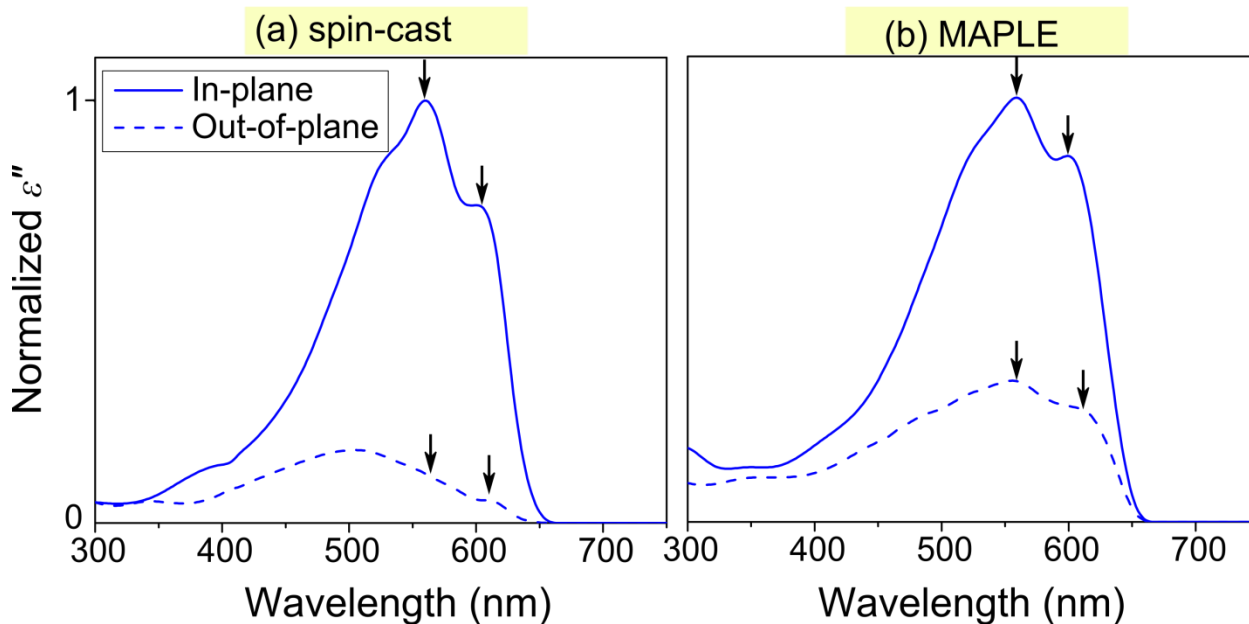 (a) spin-cast
(b) MAPLE
In-plane
Out-of-plane
1
0
Normalized ε″
300 400 500 600 700
300 400 500 600 700
Wavelength (nm)
Wavelength (nm)